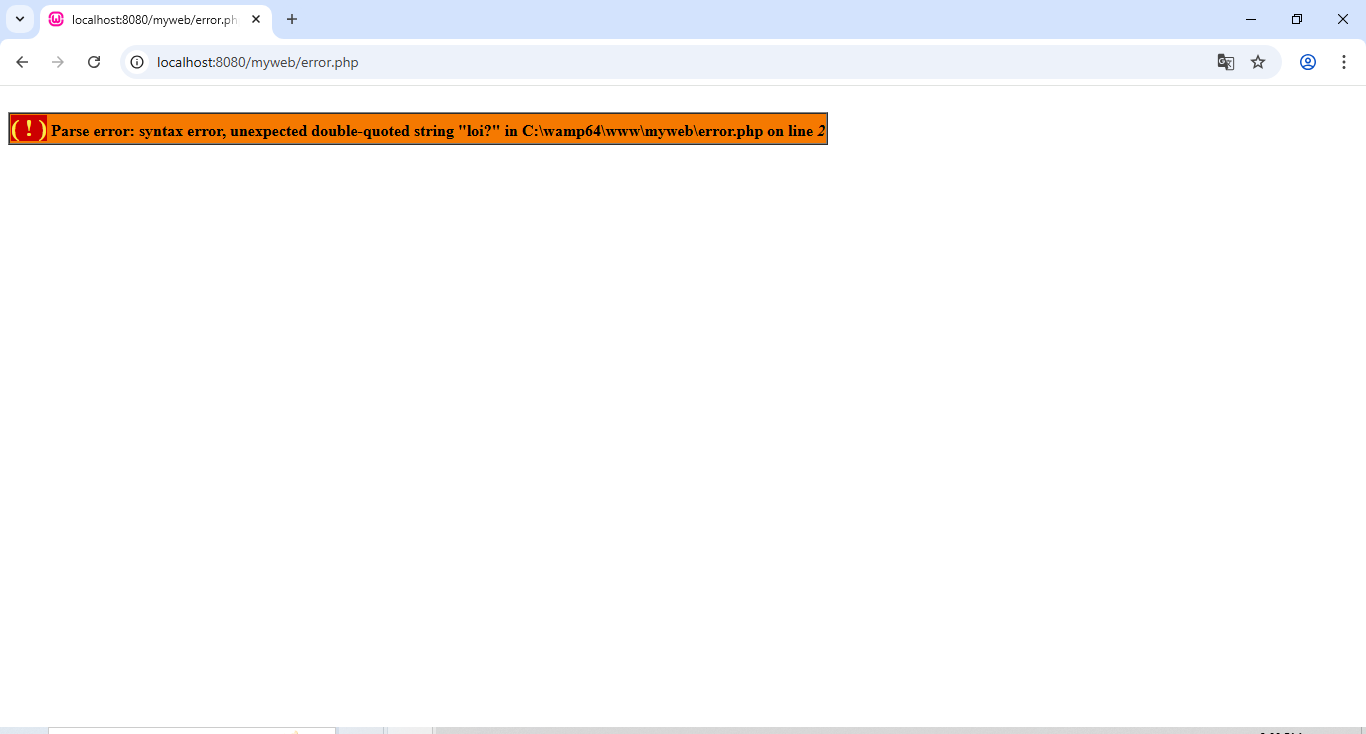 localhost:8080/myweb/error.ph
localhost:8080/myweb/error.php
( ! ) Parse error: syntax error, unexpected double-quoted string "loi?" in C:\wamp64\www\myweb\error.php on line 2